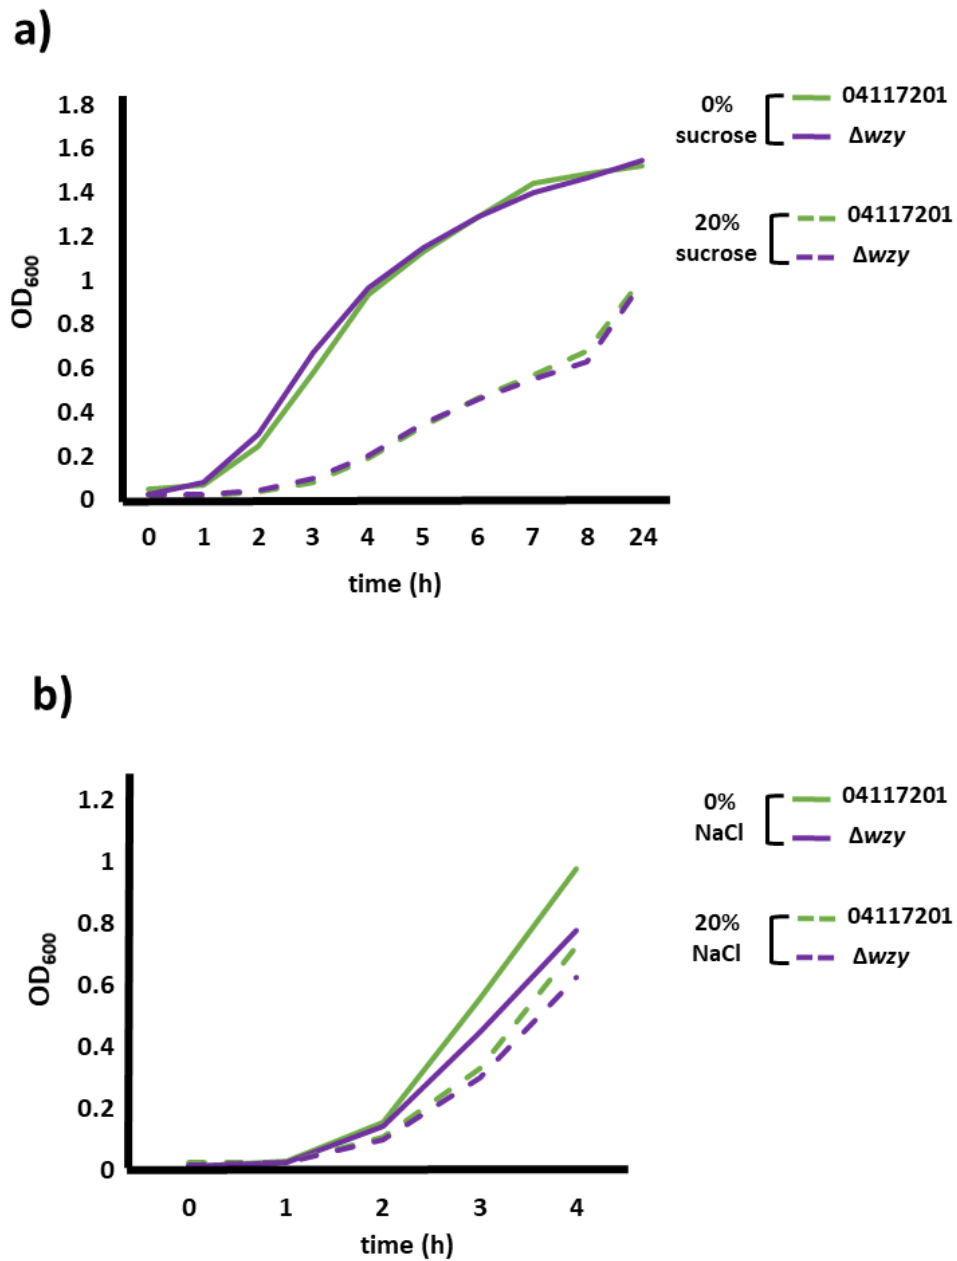 a)
1.8
1.6
1.4
1.2
1
0.8
0.6
0.4
0.2
0
OD600
0 1 2 3 4 5 6 7 8 24
time (h)
0% sucrose
04117201
Δwzy
20% sucrose
04117201
Δwzy
b)
1.2
1
0.8
0.6
0.4
0.2
0
OD600
0 1 2 3 4
time (h)
0% NaCl
04117201
Δwzy
20% NaCl
04117201
Δwzy